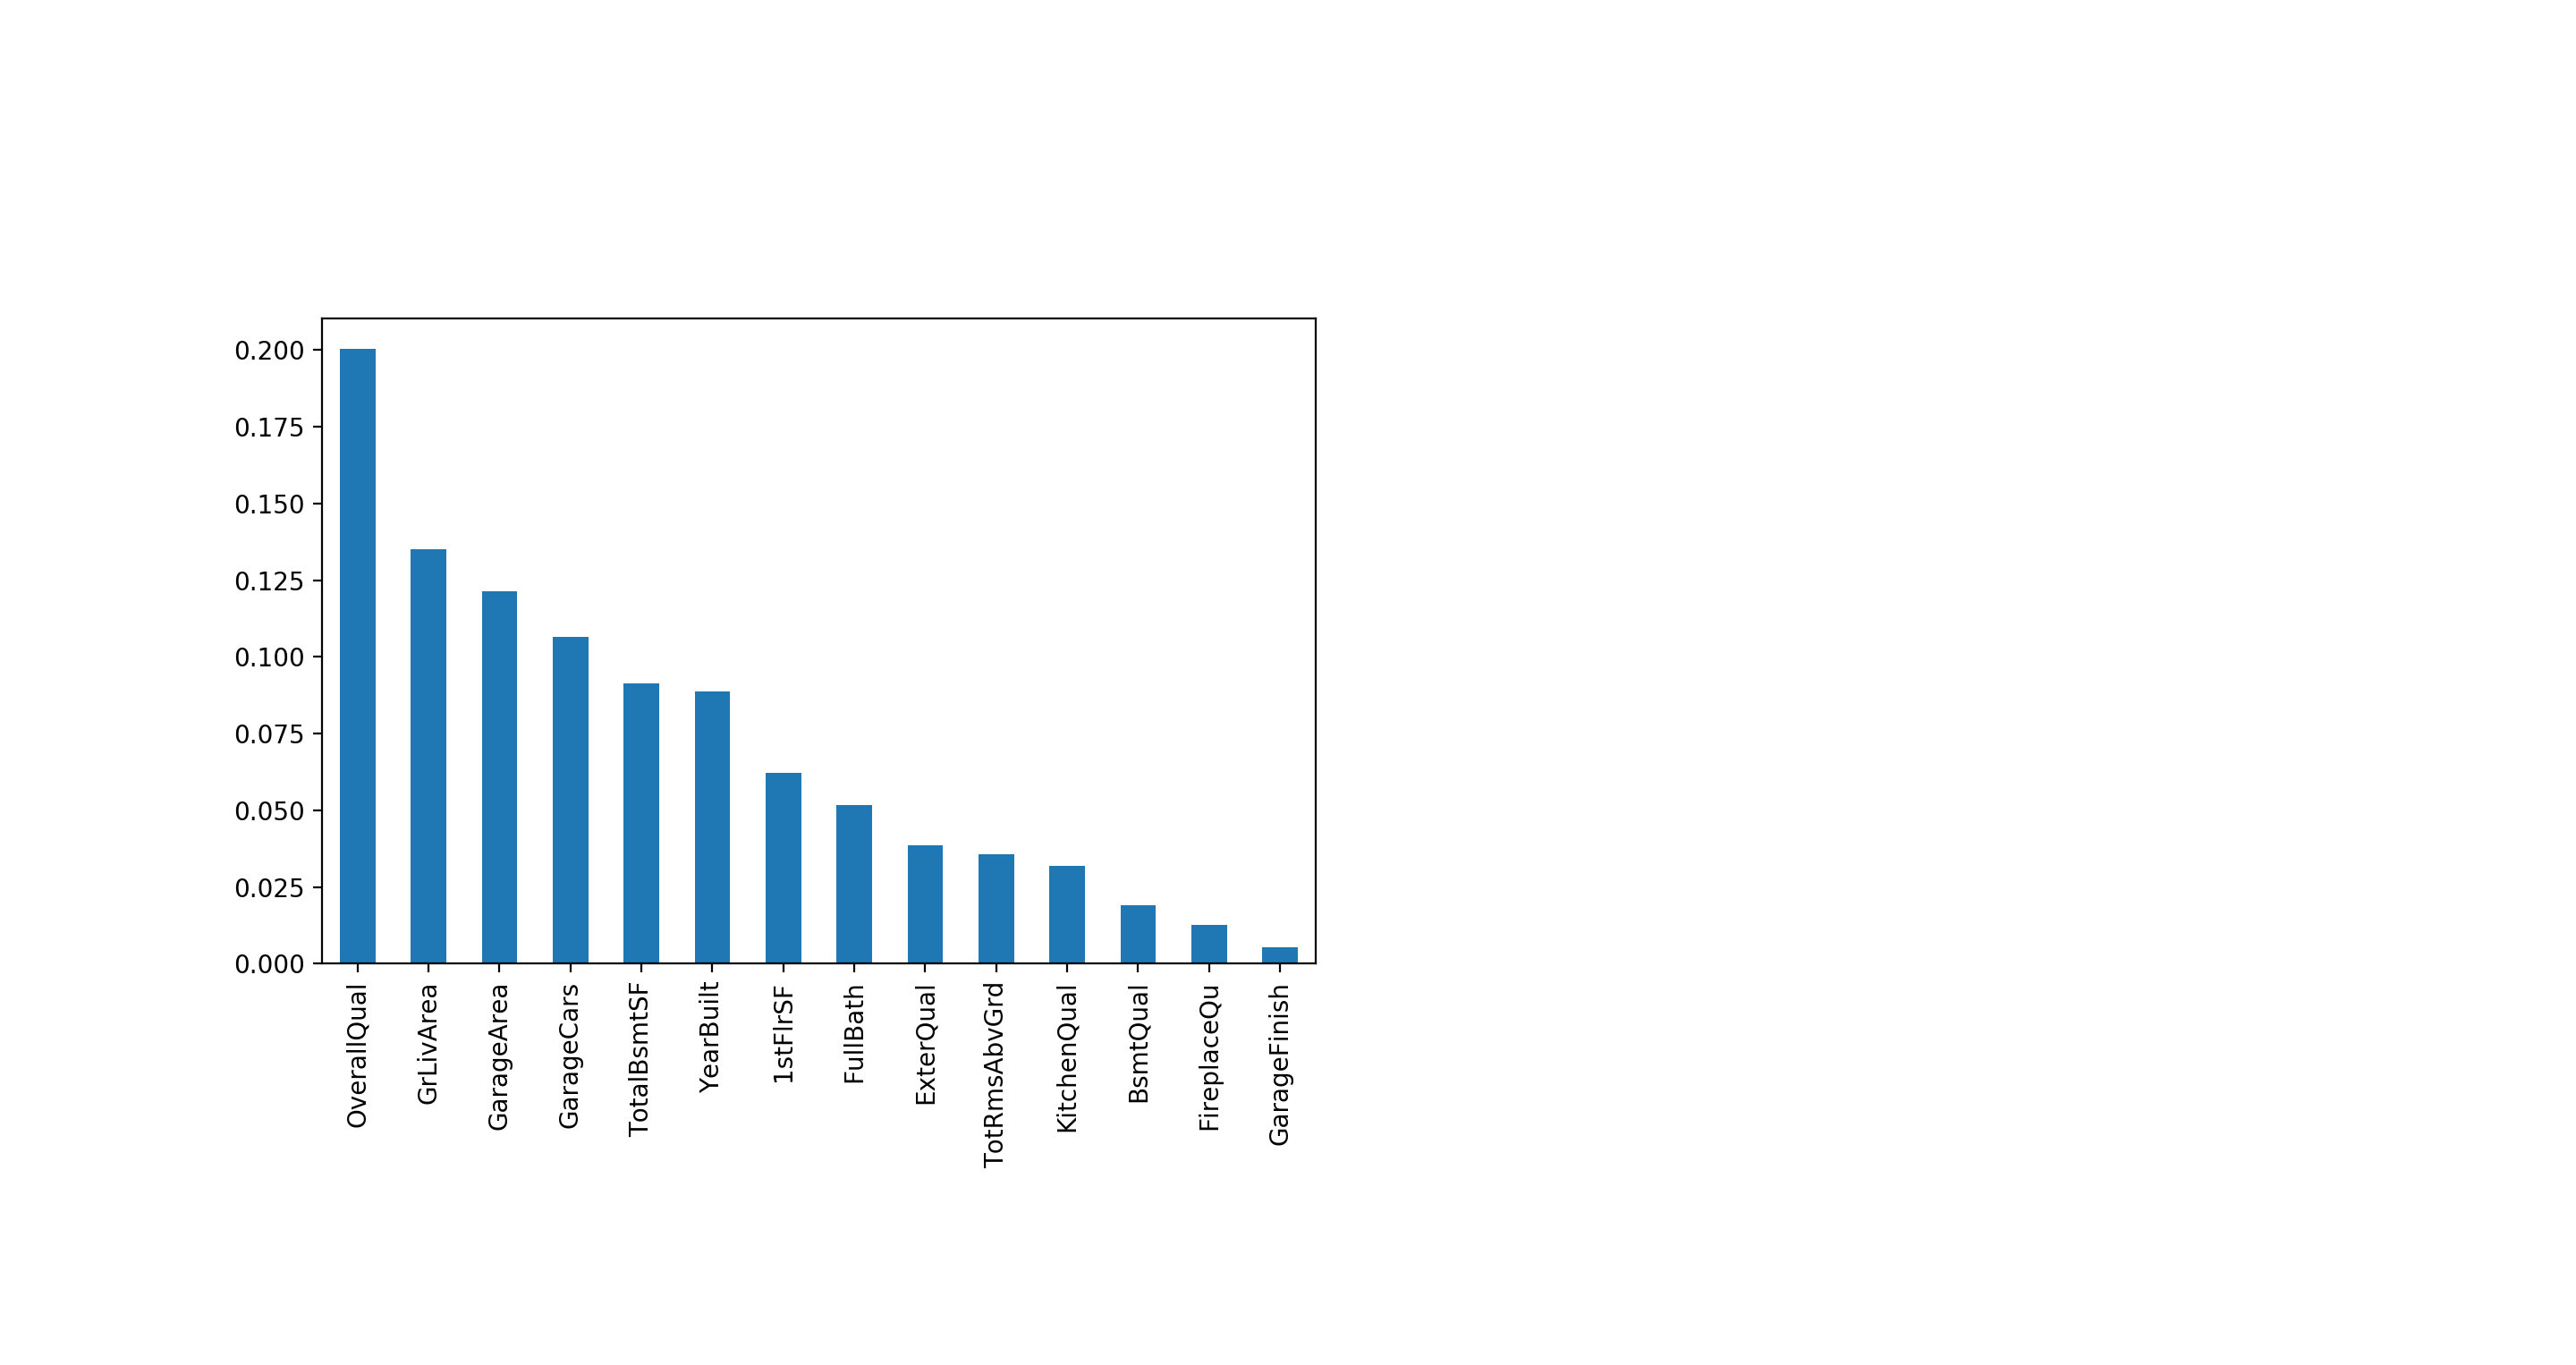 0.200
0.175
0.150
0.125
0.100
0.075
0.050
0.025
0.000
OverallQual
GrLivArea
GarageArea
GarageCars
TotalBsmtSF
YearBuilt
1stFlrSF
FullBath
ExterQual
TotRmsAbvGrd
KitchenQual
BsmtQual
FireplaceQu
GarageFinish